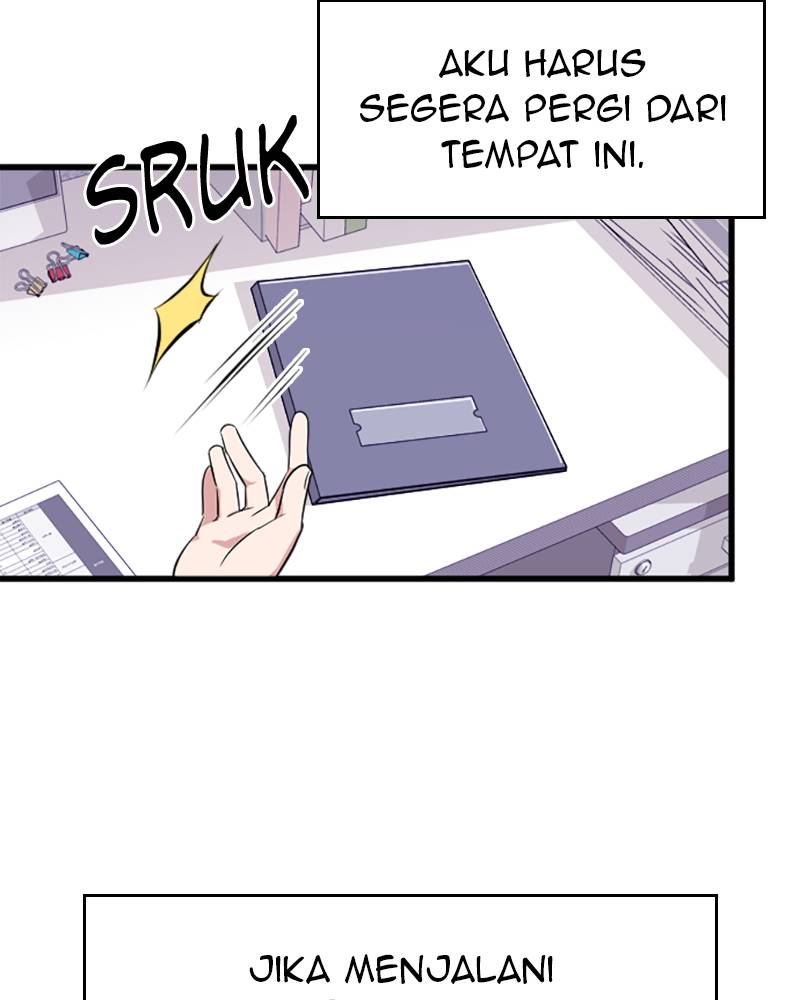 AKU HARUS
SEGERA PERGI DARI
TEMPAT INI.
SRUK
JIKA MENJALANI